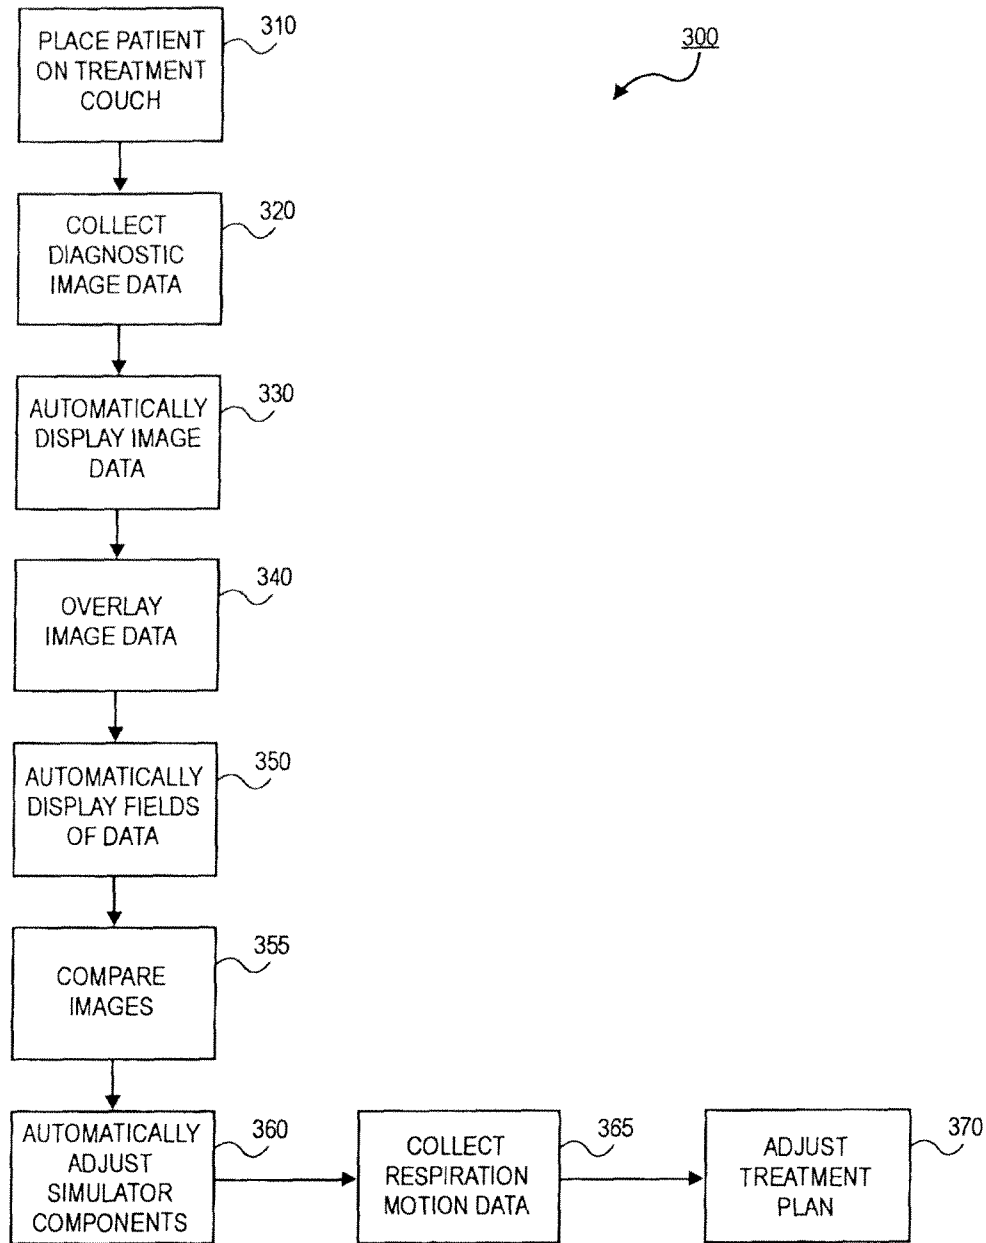 PLACE PATIENT
ON TREATMENT
COUCH
310
300
COLLECT
DIAGNOSTIC
IMAGE DATA
320
AUTOMATICALLY
DISPLAY IMAGE
DATA
330
OVERLAY
IMAGE DATA
340
AUTOMATICALLY
DISPLAY FIELDS
OF DATA
350
COMPARE
IMAGES
355
AUTOMATICALLY
ADJUST
SIMULATOR
COMPONENTS
360
COLLECT
RESPIRATION
MOTION DATA
365
ADJUST
TREATMENT
PLAN
370